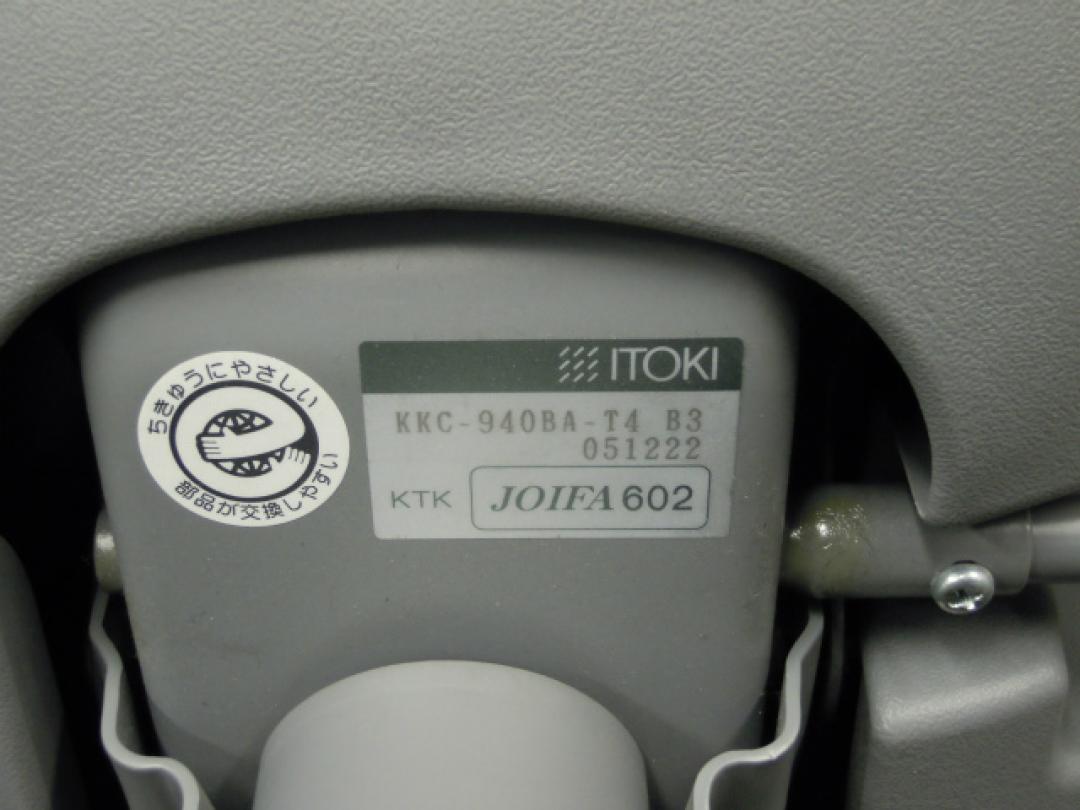 ちきゅうにやさしい
e
部品が交換しやすい
ITOKI
KKC-940BA-T4 B3
051222
KTK JOIFA 602